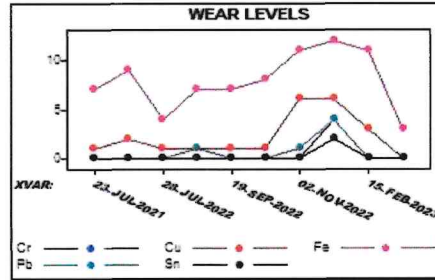 WEAR LEVELS
10
5
0
XVAR:
23-JUL-2021
28-JUL-2022
19-SEP-2022
02-NOV-2022
15-FEB-2023
Cr Cu Fe
Pb Sn